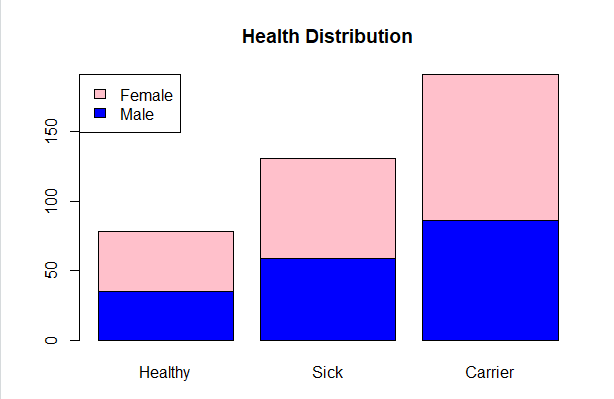 Health Distribution
Female
Male
150
100
50
0
Healthy Sick Carrier